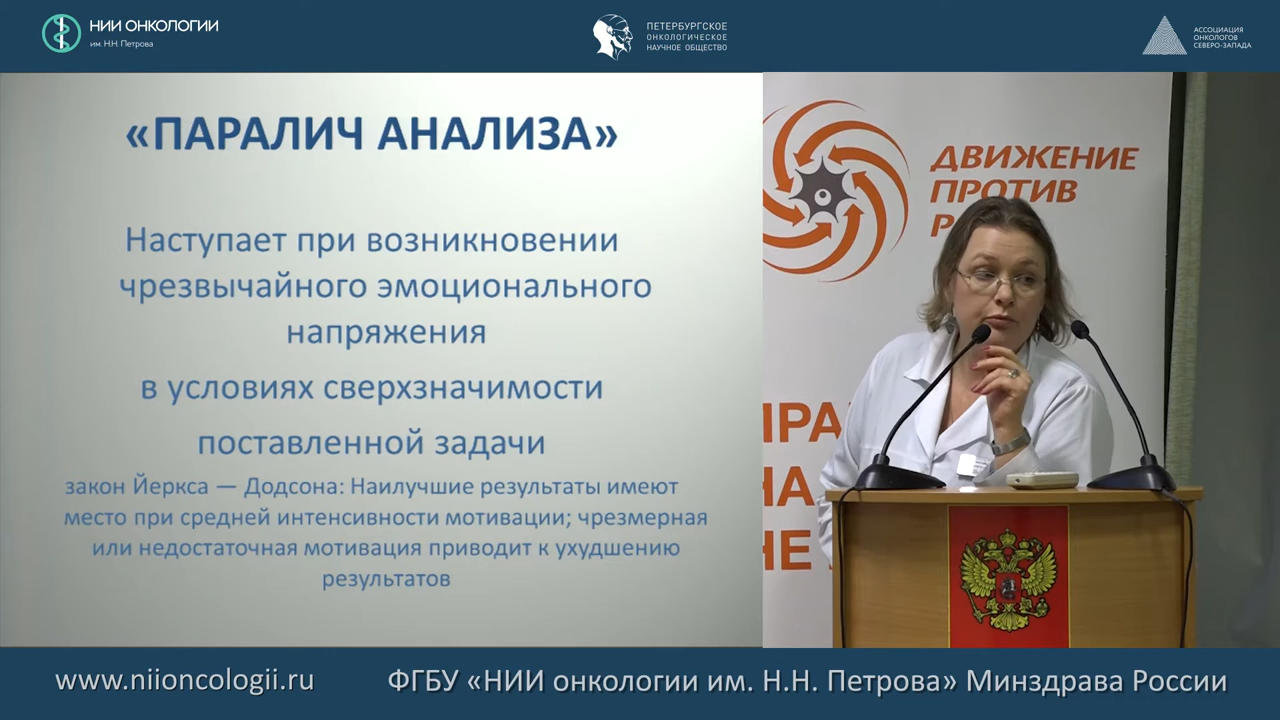 НИИ ОНКОЛОГИИ
им. Н.Н. Петрова
ПЕТЕРБУРГСКОЕ
ОНКОЛОГИЧЕСКОЕ
НАУЧНОЕ ОБЩЕСТВО
АССОЦИАЦИЯ
ОНКОЛОГОВ
СЕВЕРО-ЗАПАДА
«ПАРАЛИЧ АНАЛИЗА»
Наступает при возникновении
чрезвычайного эмоционального
напряжения
в условиях сверхзначимости
поставленной задачи
закон Йеркса — Додсона: Наилучшие результаты имеют
место при средней интенсивности мотивации; чрезмерная
или недостаточная мотивация приводит к ухудшению
результатов
ДВИЖЕНИЕ
ПРОТИВ
НА
НЕ
www.niioncologii.ru
ФГБУ «НИИ онкологии им. Н.Н. Петрова» Минздрава России